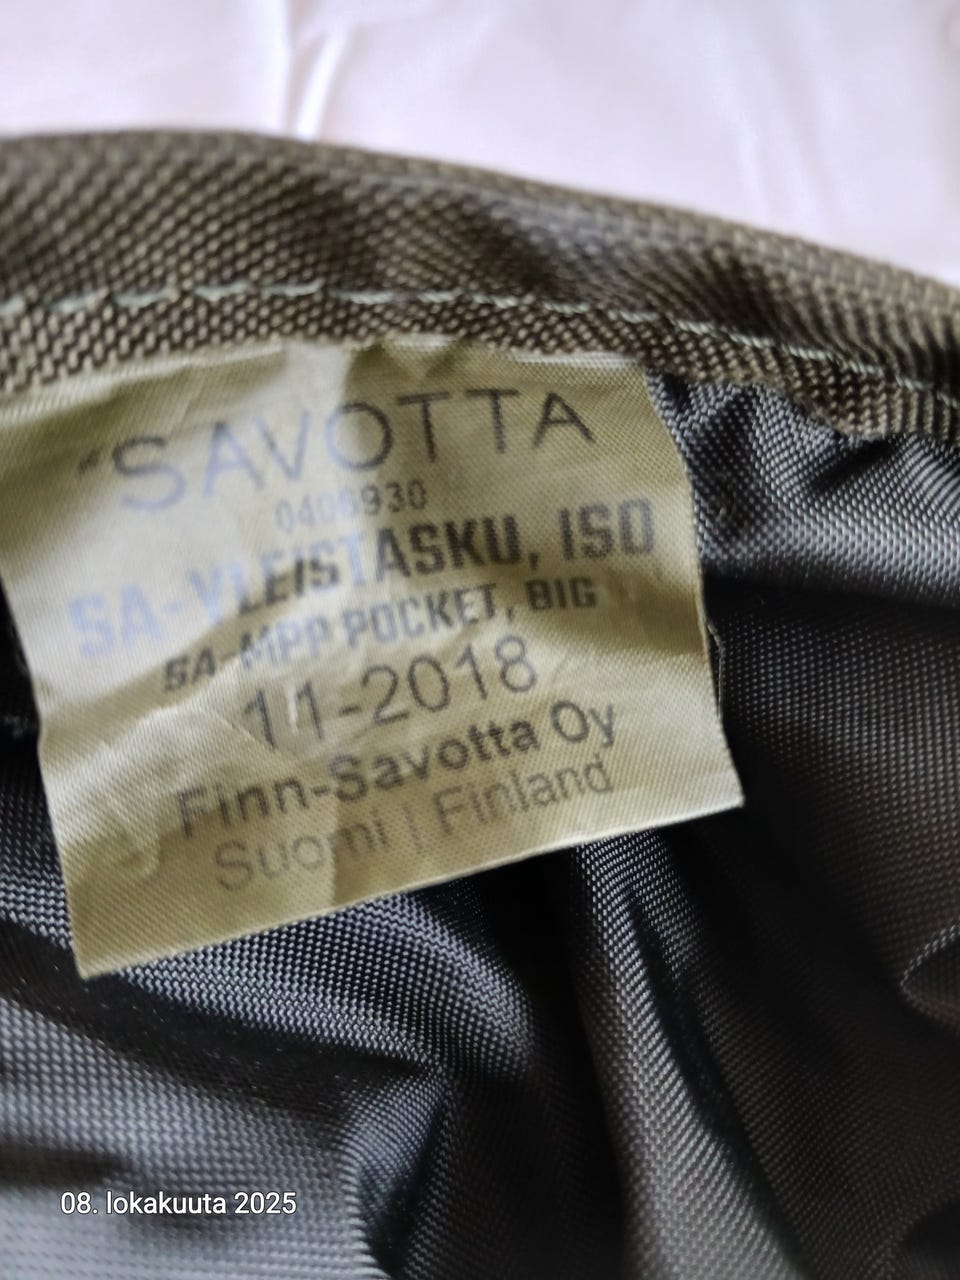 "SAVOTTA
0406930
SA-YLEISTASKU, ISO
SA-MPP POCKET, BIG
11-2018
Finn-Savotta Oy
Suomi | Finland
08. lokakuuta 2025